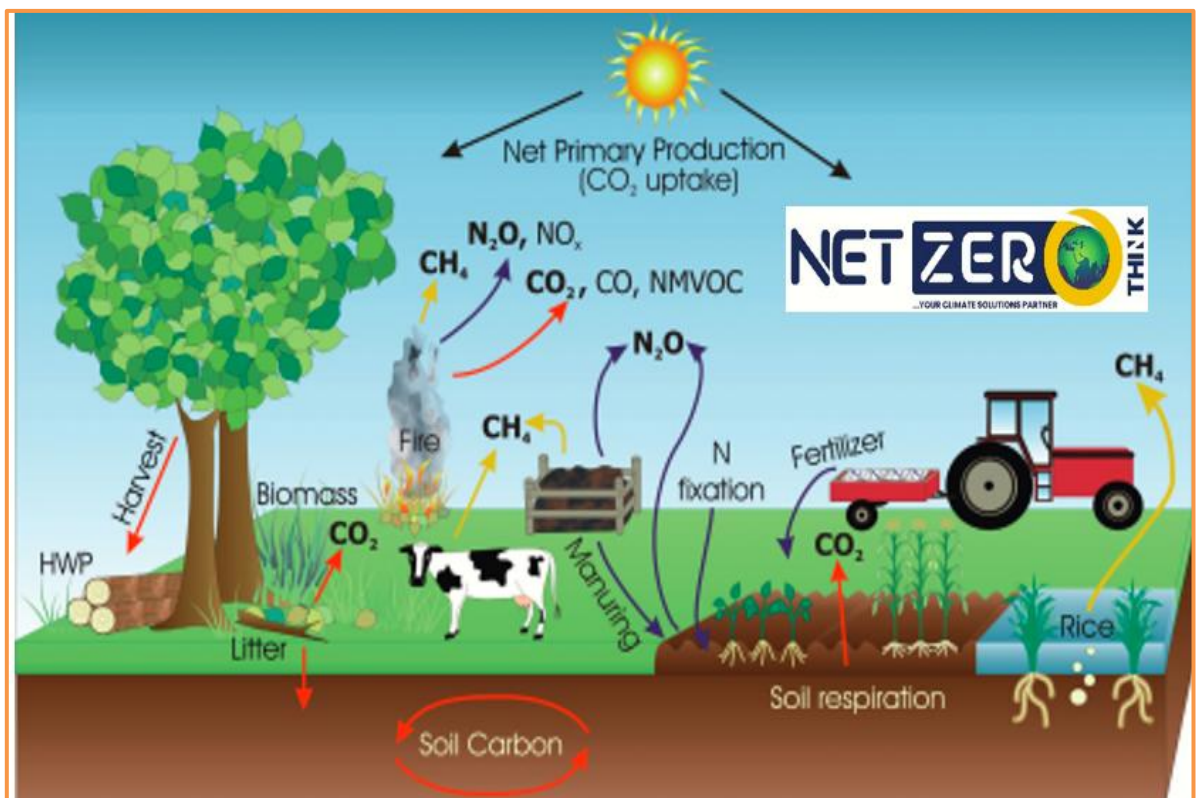 Net Primary Production
(CO₂ uptake)
NET ZERO
THINK
...YOUR CLIMATE SOLUTIONS PARTNER
N₂O, NOₓ
CH₄
CO₂, CO, NMVOC
N₂O
CH₄
Harvest
Fire
CH₄
N
fixation
Fertilizer
Biomass
CO₂
CO₂
HWP
Manuring
Litter
Rice
Soil respiration
Soil Carbon